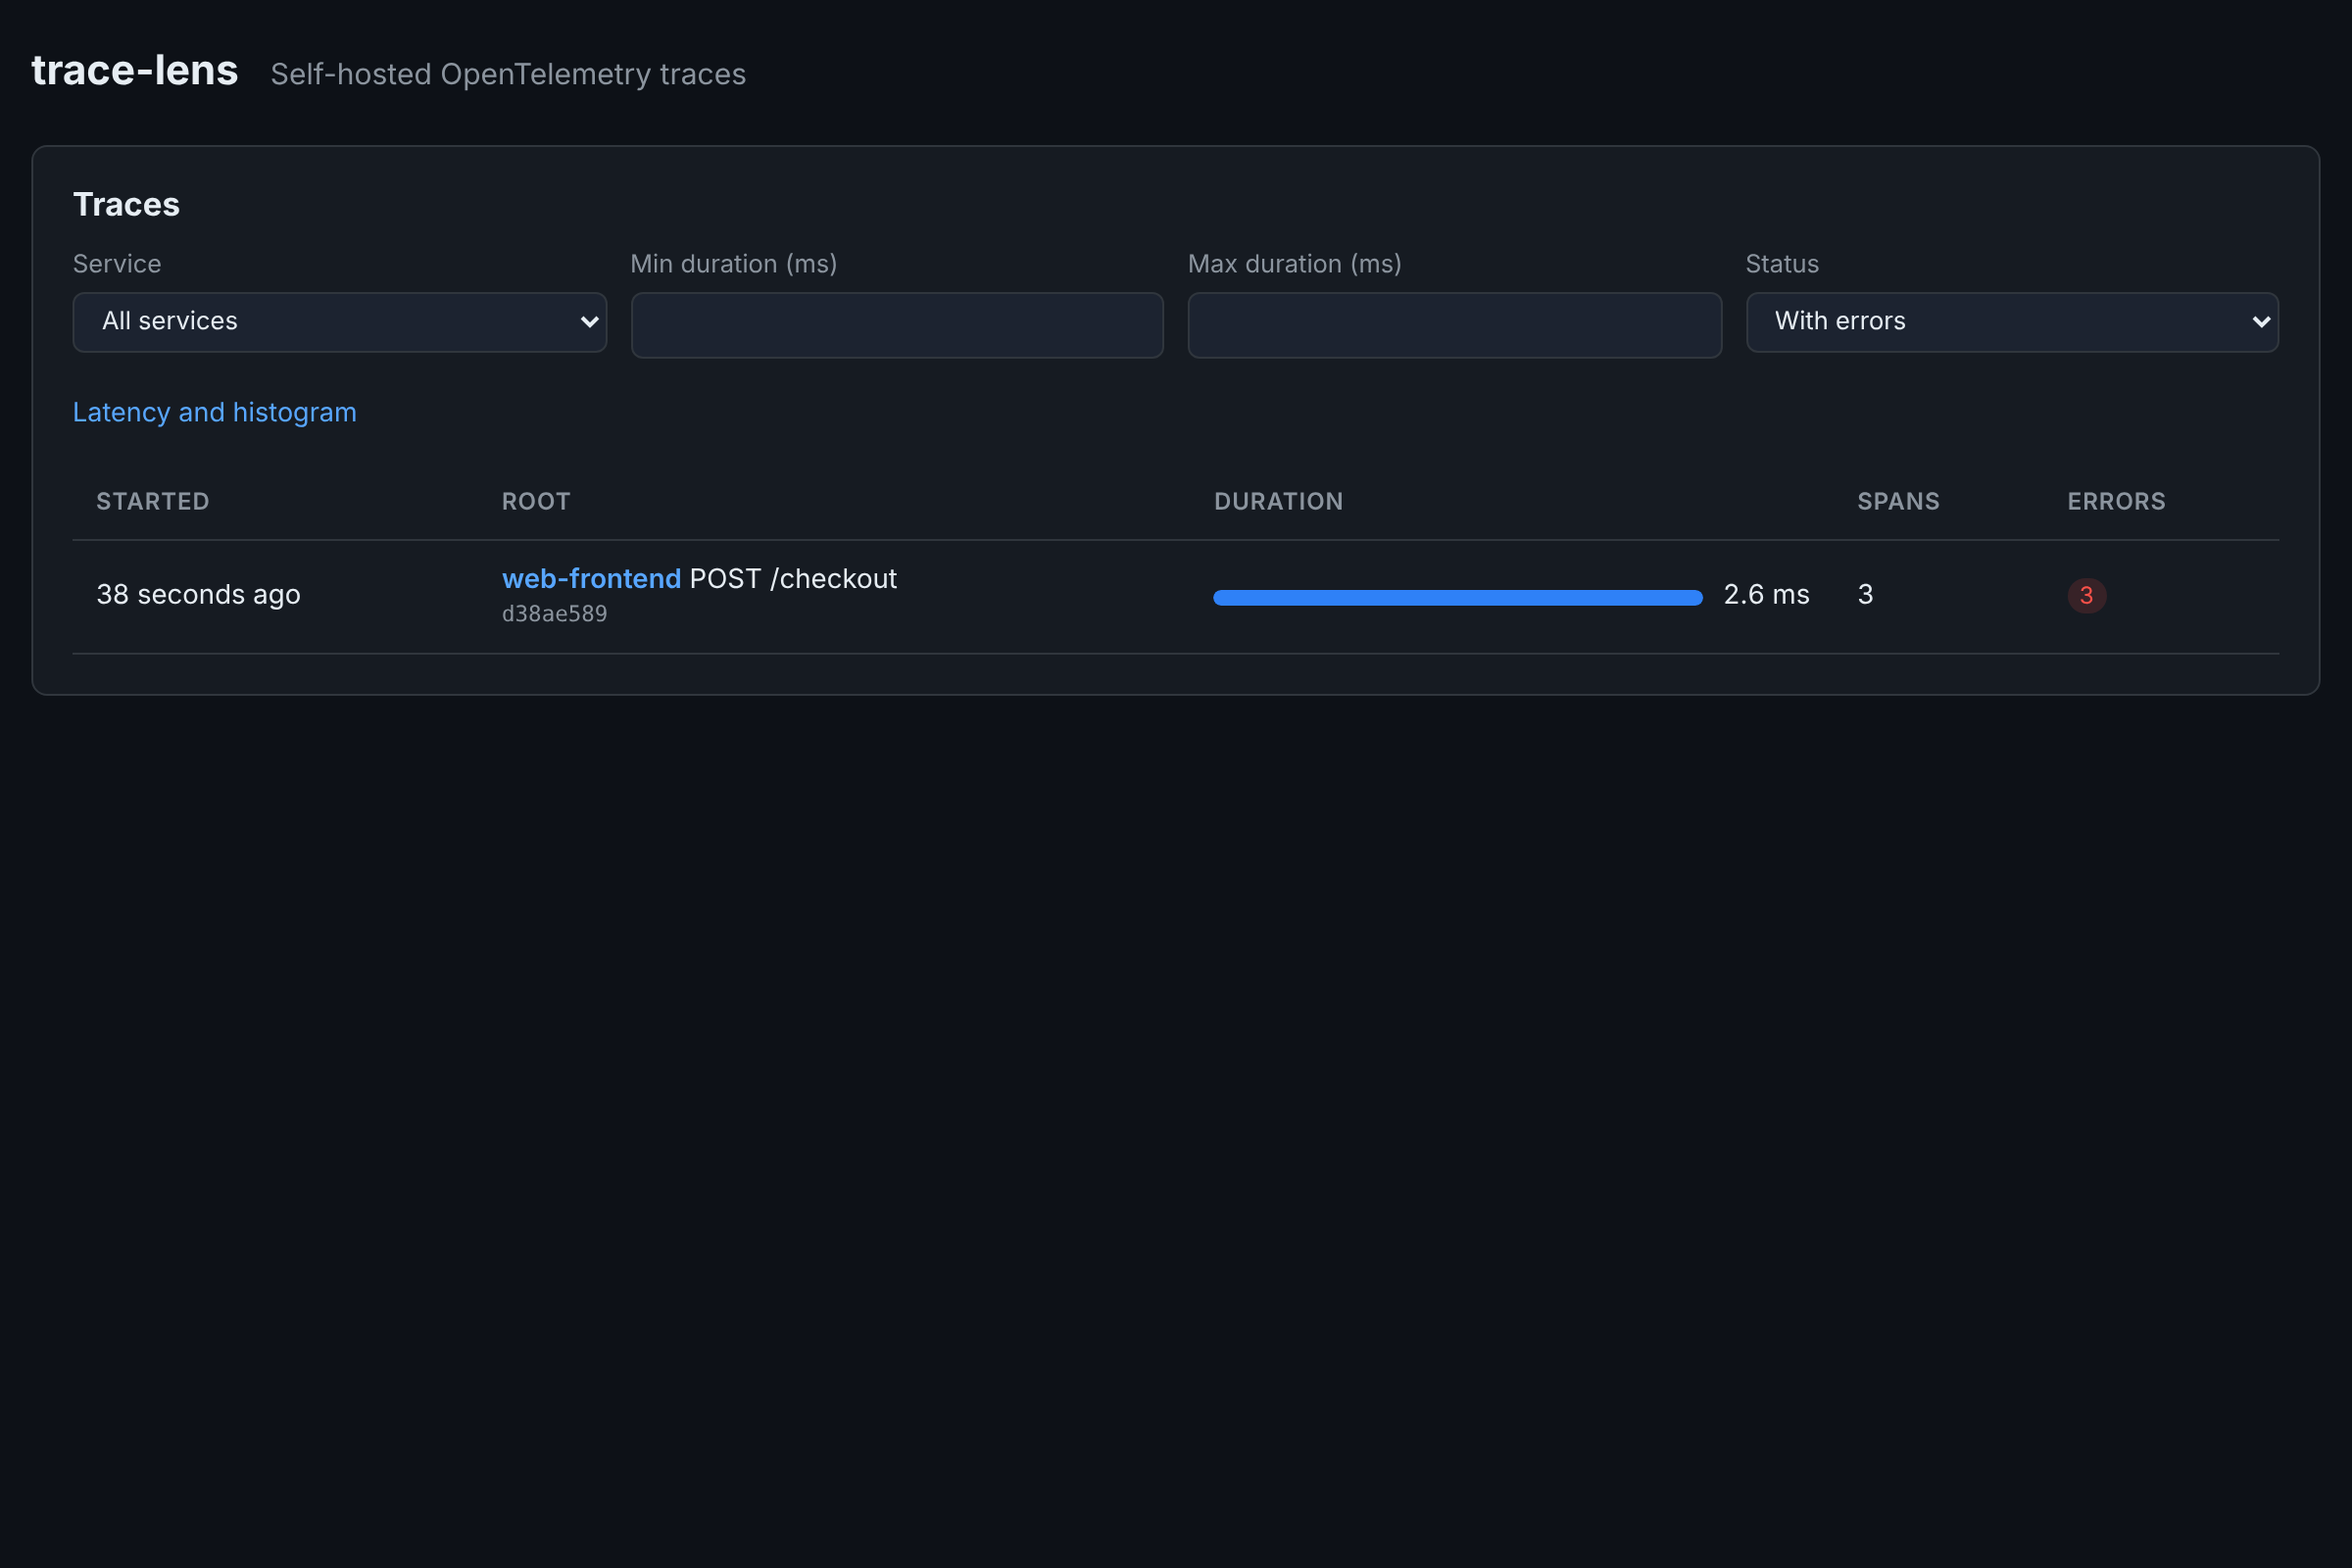 trace-lens Self-hosted OpenTelemetry traces
Traces
Service Min duration (ms) Max duration (ms) Status
All services With errors
Latency and histogram
STARTED ROOT DURATION SPANS ERRORS
38 seconds ago web-frontend POST /checkout 2.6 ms 3 3
d38ae589